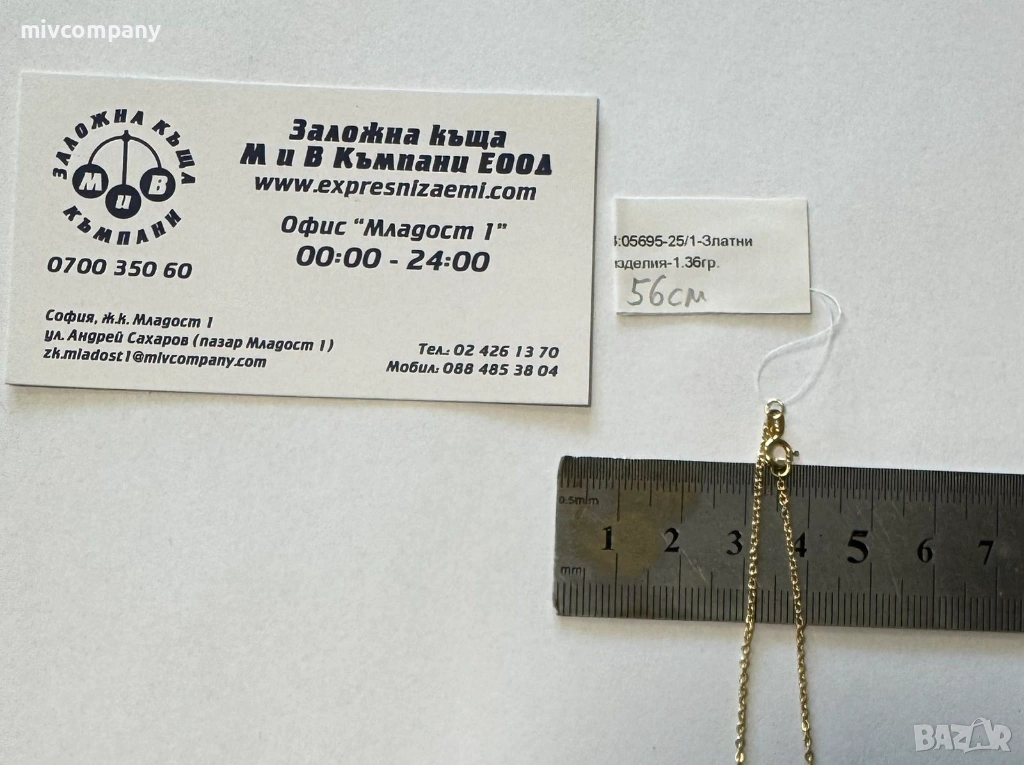 mivcompany
ЗАЛОЖНА КЪЩА
М и В
КЪМПАНИ
0700 350 60
Заложна къща
М и В Къмпани ЕООД
www.expresnizaemi.com
Офис "Младост 1"
00:00 - 24:00
София, ж.к. Младост 1
ул. Андрей Сахаров (пазар Младост 1)
zk.mladost1@mivcompany.com
Тел.: 02 426 13 70
Мобил.: 088 485 38 04
:05695-25/1-Златни
изделия-1.36гр.
56см
0.5mm
1 2 3 4 5 6 7
mm
BAZAR